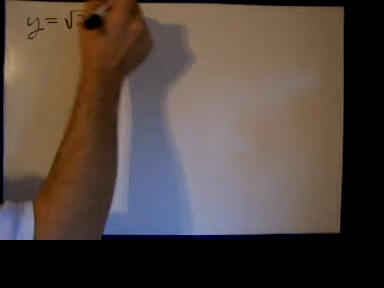 y = √